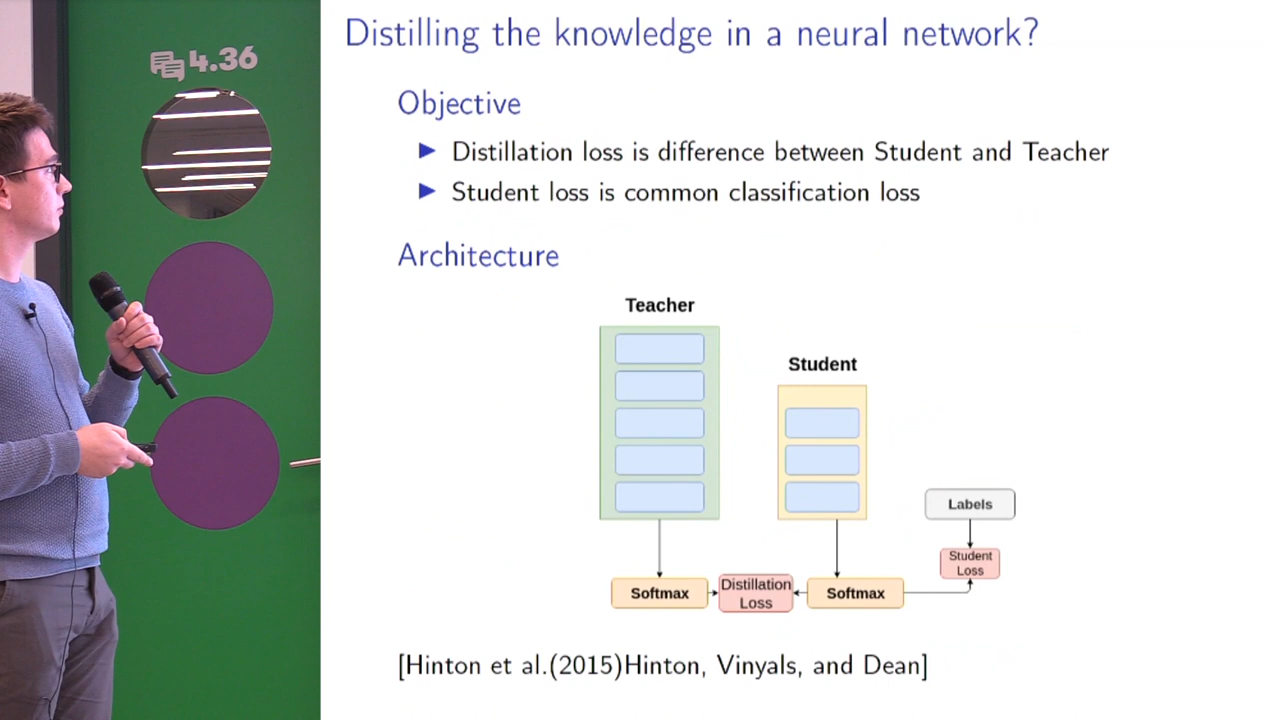 4.36
Distilling the knowledge in a neural network?
Objective
Distillation loss is difference between Student and Teacher
Student loss is common classification loss
Architecture
Teacher
Student
Labels
Student
Loss
Softmax
Distillation
Loss
Softmax
[Hinton et al.(2015)Hinton, Vinyals, and Dean]